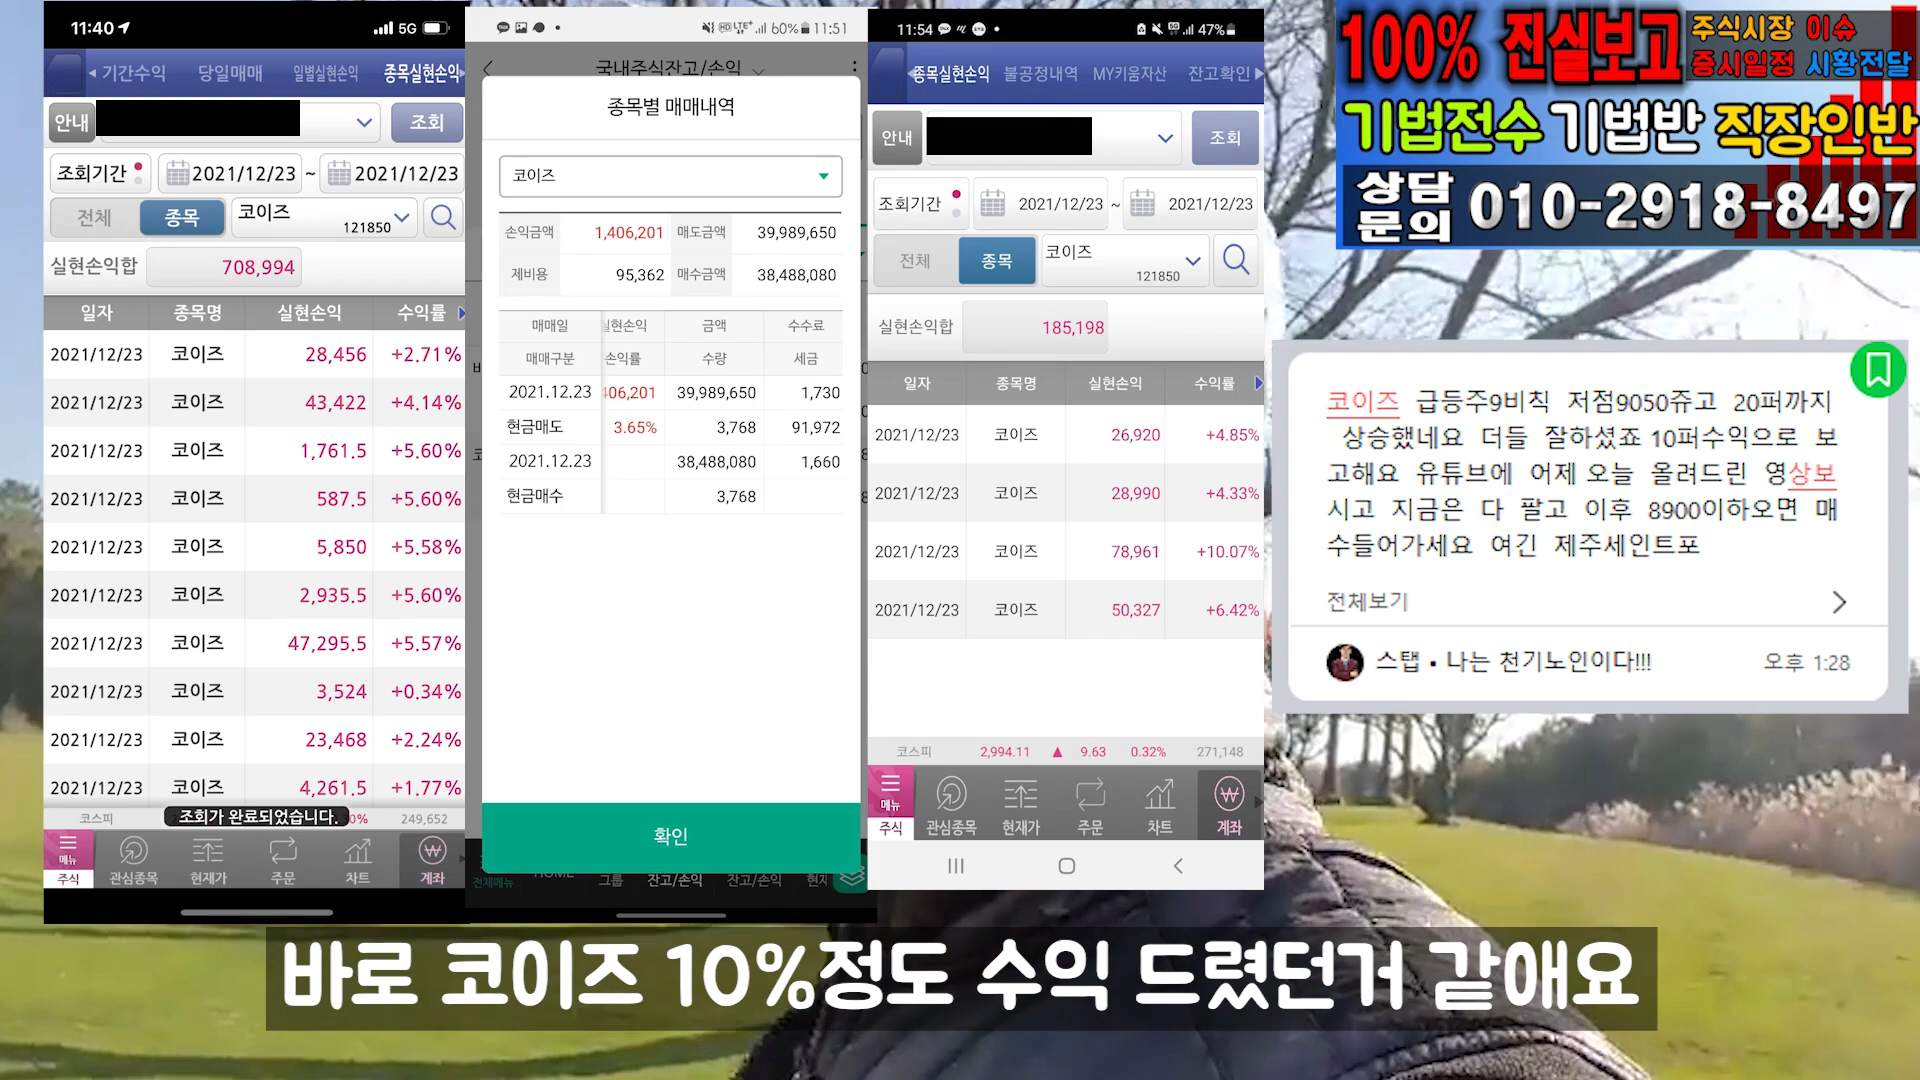 11:40
5G
기간수익 당일매매 일별실현손익 종목실현손익
안내
조회
조회기간 2021/12/23 ~ 2021/12/23
전체 종목 코이즈 121850
실현손익합 708,994
일자 종목명 실현손익 수익률
2021/12/23 코이즈 28,456 +2.71%
2021/12/23 코이즈 43,422 +4.14%
2021/12/23 코이즈 1,761.5 +5.60%
2021/12/23 코이즈 587.5 +5.60%
2021/12/23 코이즈 5,850 +5.58%
2021/12/23 코이즈 2,935.5 +5.60%
2021/12/23 코이즈 47,295.5 +5.57%
2021/12/23 코이즈 3,524 +0.34%
2021/12/23 코이즈 23,468 +2.24%
2021/12/23 코이즈 4,261.5 +1.77%
조회가 완료되었습니다.
코스피 0% 249,652
메뉴
주식 관심종목 현재가 주문 차트 계좌
LTE+ 60% 11:51
국내주식잔고/손익
종목별 매매내역
코이즈
손익금액 1,406,201 매도금액 39,989,650
제비용 95,362 매수금액 38,488,080
매매일 실현손익 금액 수수료
매매구분 손익률 수량 세금
2021.12.23 406,201 39,989,650 1,730
현금매도 3.65% 3,768 91,972
2021.12.23 38,488,080 1,660
현금매수 3,768
확인
전체메뉴 HOME 그룹 잔고/손익 잔고/손익 현지
11:54
47%
종목실현손익 불공정내역 MY키움자산 잔고확인
안내
조회
조회기간 2021/12/23 ~ 2021/12/23
전체 종목 코이즈 121850
실현손익합 185,198
일자 종목명 실현손익 수익률
2021/12/23 코이즈 26,920 +4.85%
2021/12/23 코이즈 28,990 +4.33%
2021/12/23 코이즈 78,961 +10.07%
2021/12/23 코이즈 50,327 +6.42%
코스피 2,994.11 ▲ 9.63 0.32% 271,148
메뉴
주식 관심종목 현재가 주문 차트 계좌
100% 진실보고
주식시장 이슈
증시일정 시황전달
기법전수 기법반 직장인반
상담문의 010-2918-8497
코이즈 급등주9비칙 저점9050쥬고 20퍼까지
상승했네요 더들 잘하셨죠 10퍼수익으로 보
고해요 유튜브에 어제 오늘 올려드린 영상보
시고 지금은 다 팔고 이후 8900이하오면 매
수들어가세요 여긴 제주세인트포
전체보기
스탭 • 나는 천기노인이다!!!
오후 1:28
바로 코이즈 10%정도 수익 드렸던거 같애요